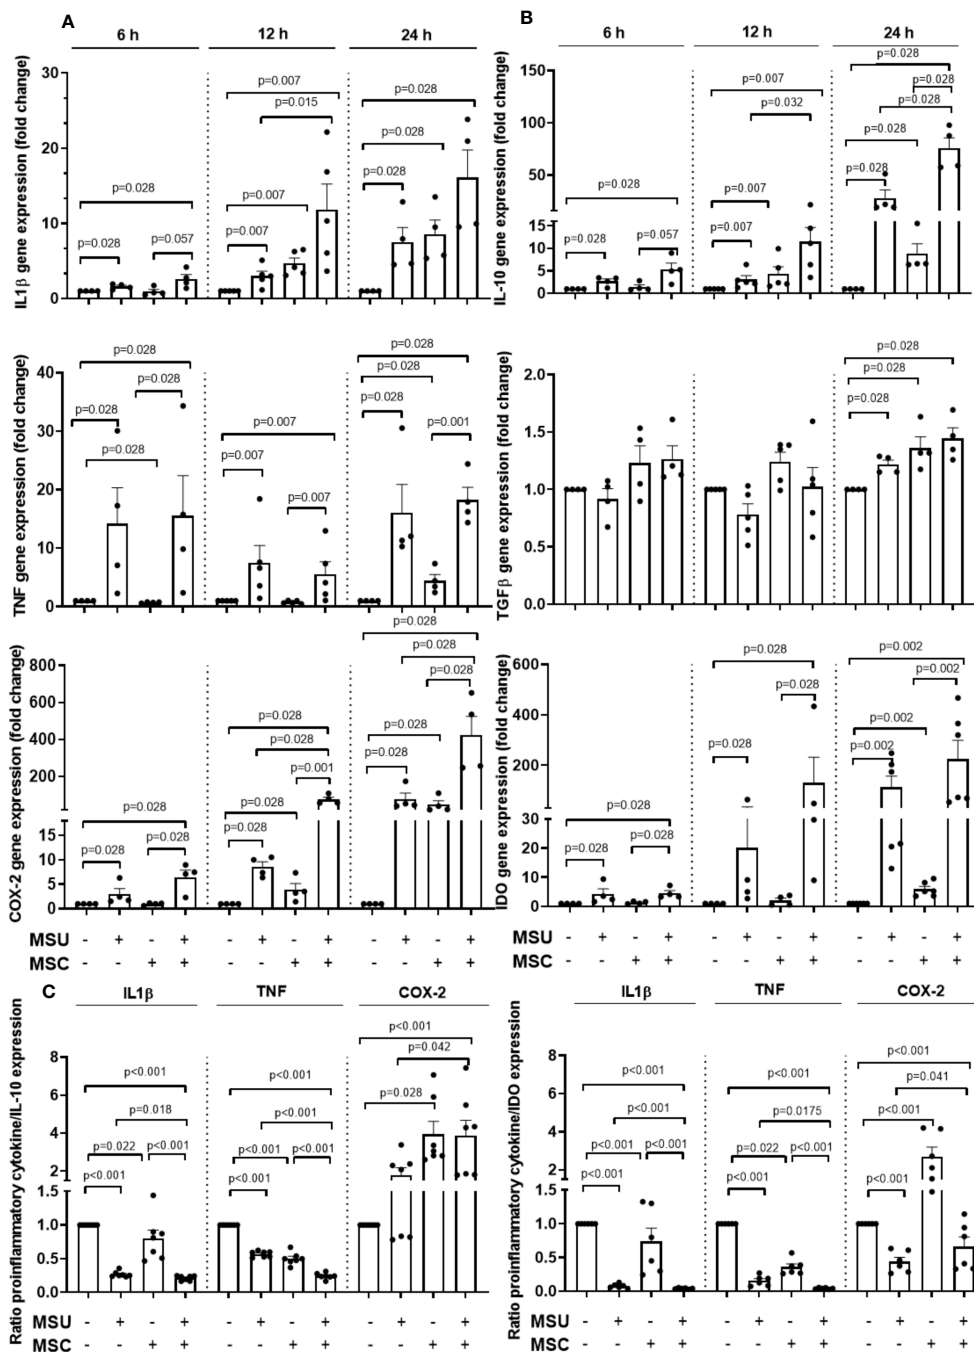 A
6 h 12 h 24 h
IL1β gene expression (fold change)
30
20
10
0
p=0.028
p=0.028
p=0.057
p=0.007
p=0.015
p=0.007
p=0.007
p=0.028
p=0.028
p=0.028
TNF gene expression (fold change)
40
30
20
10
0
p=0.028
p=0.028
p=0.028
p=0.028
p=0.007
p=0.007
p=0.007
p=0.028
p=0.028
p=0.028
p=0.001
COX-2 gene expression (fold change)
800
600
400
200
15
10
5
0
p=0.028
p=0.028
p=0.028
p=0.028
p=0.028
p=0.001
p=0.028
p=0.028
p=0.028
p=0.028
p=0.028
p=0.028
p=0.028
MSU - + - + - + - + - + - +
MSC - - + + - - + + - - + +
B
6 h 12 h 24 h
IL-10 gene expression (fold change)
150
100
50
15
10
5
0
p=0.028
p=0.028
p=0.057
p=0.007
p=0.032
p=0.007
p=0.007
p=0.028
p=0.028
p=0.028
p=0.028
p=0.028
TGFβ gene expression (fold change)
2.0
1.5
1.0
0.5
0.0
p=0.028
p=0.028
p=0.028
IDO gene expression (fold change)
600
400
200
30
20
10
0
p=0.028
p=0.028
p=0.028
p=0.028
p=0.028
p=0.028
p=0.002
p=0.002
p=0.002
p=0.002
MSU - + - + - + - + - + - +
MSC - - + + - - + + - - + +
C
IL1β TNF COX-2
Ratio proinflammatory cytokine/IL-10 expression
8
6
4
2
1.5
1.0
0.5
0.0
p<0.001
p=0.018
p=0.022
p<0.001
p<0.001
p<0.001
p<0.001
p<0.001
p<0.001
p<0.001
p<0.001
p=0.042
p=0.028
MSU - + - + - + - + - + - +
MSC - - + + - - + + - - + +
IL1β TNF COX-2
Ratio proinflammatory cytokine/IDO expression
8
6
4
2
1.5
1.0
0.5
0.0
p<0.001
p<0.001
p<0.001
p<0.001
p<0.001
p<0.001
p=0.0175
p=0.022
p<0.001
p<0.001
p<0.001
p=0.041
p<0.001
p<0.001
MSU - + - + - + - + - + - +
MSC - - + + - - + + - - + +